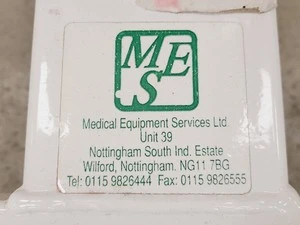 MES
Medical Equipment Services Ltd.
Unit 39
Nottingham South Ind. Estate
Wilford, Nottingham. NG11 7BG
Tel: 0115 9826444 Fax: 0115 9826555